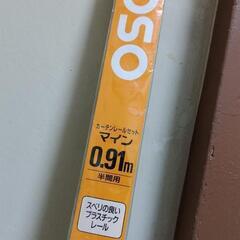 OSO
カーテンレールセット
マイン
0.91m
半間用
スベリの良い
プラスチック
レール